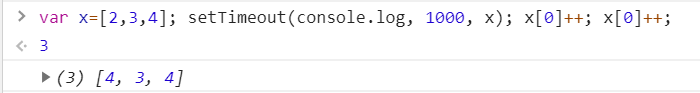 > var x=[2,3,4]; setTimeout(console.log, 1000, x); x[0]++; x[0]++;
3
(3) [4, 3, 4]